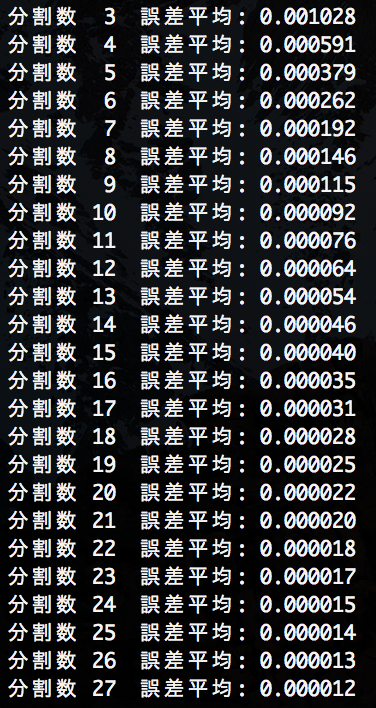 分割数  3  誤差平均: 0.001028
分割数  4  誤差平均: 0.000591
分割数  5  誤差平均: 0.000379
分割数  6  誤差平均: 0.000262
分割数  7  誤差平均: 0.000192
分割数  8  誤差平均: 0.000146
分割数  9  誤差平均: 0.000115
分割数 10  誤差平均: 0.000092
分割数 11  誤差平均: 0.000076
分割数 12  誤差平均: 0.000064
分割数 13  誤差平均: 0.000054
分割数 14  誤差平均: 0.000046
分割数 15  誤差平均: 0.000040
分割数 16  誤差平均: 0.000035
分割数 17  誤差平均: 0.000031
分割数 18  誤差平均: 0.000028
分割数 19  誤差平均: 0.000025
分割数 20  誤差平均: 0.000022
分割数 21  誤差平均: 0.000020
分割数 22  誤差平均: 0.000018
分割数 23  誤差平均: 0.000017
分割数 24  誤差平均: 0.000015
分割数 25  誤差平均: 0.000014
分割数 26  誤差平均: 0.000013
分割数 27  誤差平均: 0.000012